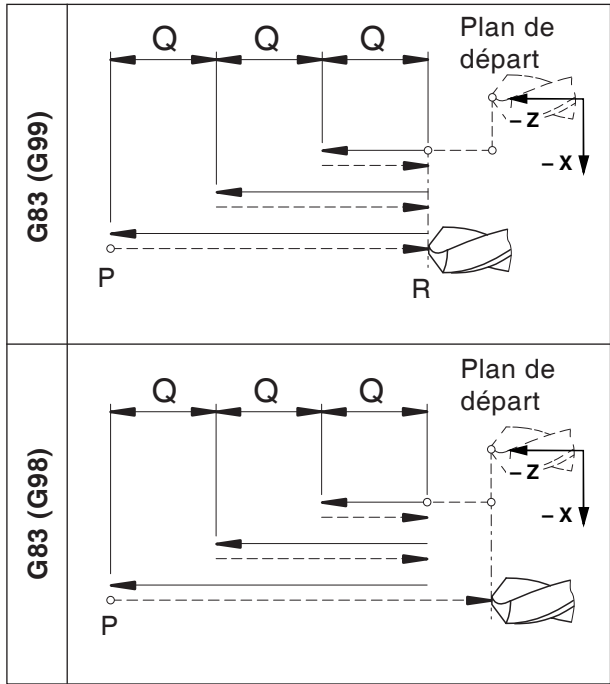 G83 (G99)
Q Q Q
Plan de
départ
– Z
– X
P
R
G83 (G98)
Q Q Q
Plan de
départ
– Z
– X
P